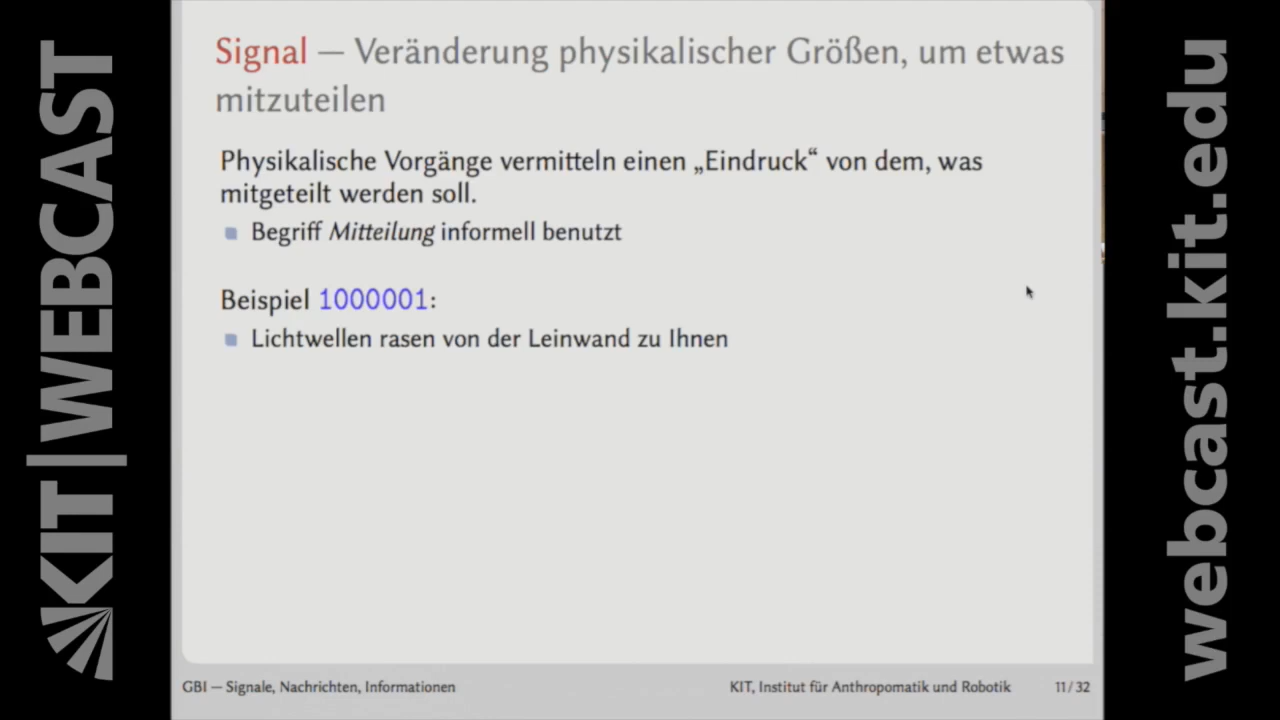 KIT|WEBCAST
Signal — Veränderung physikalischer Größen, um etwas
mitzuteilen
Physikalische Vorgänge vermitteln einen „Eindruck“ von dem, was
mitgeteilt werden soll.
Begriff Mitteilung informell benutzt
Beispiel 1000001:
Lichtwellen rasen von der Leinwand zu Ihnen
GBI — Signale, Nachrichten, Informationen
KIT, Institut für Anthropomatik und Robotik
11/32
webcast.kit.edu